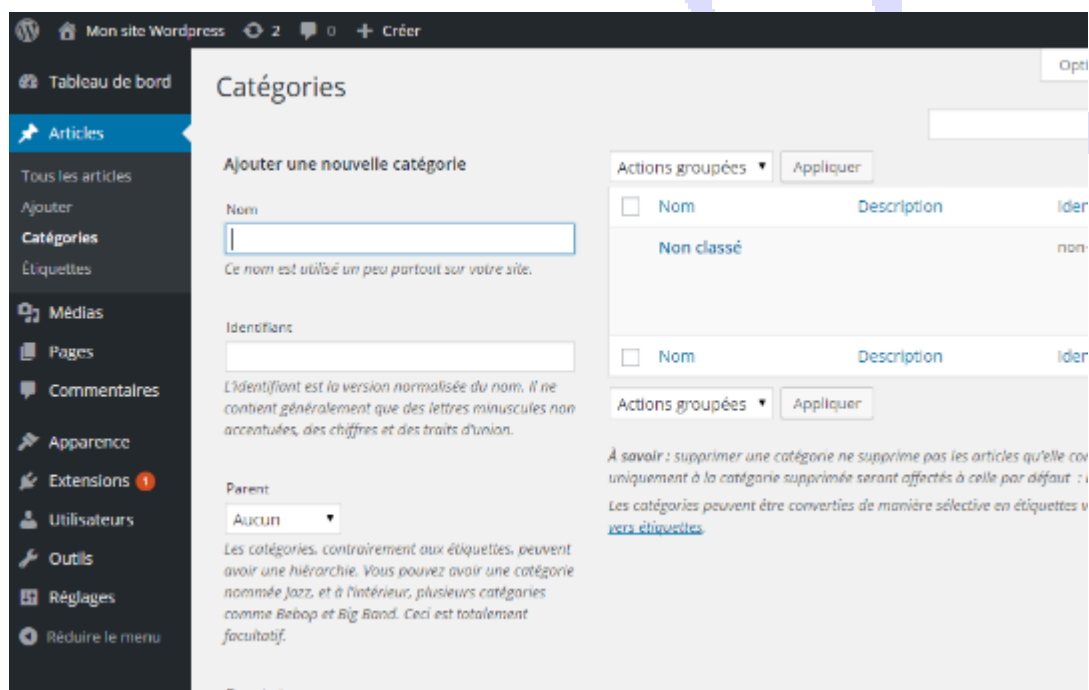 Mon site Wordpress 2 0 + Créer
Tableau de bord
Articles
Tous les articles
Ajouter
Catégories
Étiquettes
Médias
Pages
Commentaires
Apparence
Extensions 1
Utilisateurs
Outils
Réglages
Réduire le menu
Opti
Catégories
Ajouter une nouvelle catégorie
Nom
Ce nom est utilisé un peu partout sur votre site.
Identifiant
L'identifiant est la version normalisée du nom. Il ne
contient généralement que des lettres minuscules non
accentuées, des chiffres et des traits d'union.
Parent
Aucun
Les catégories, contrairement aux étiquettes, peuvent
avoir une hiérarchie. Vous pouvez avoir une catégorie
nommée Jazz, et à l'intérieur, plusieurs catégories
comme Bebop et Big Band. Ceci est totalement
facultatif.
Actions groupées Appliquer
Nom Description Iden
Non classé non-
Nom Description Iden
Actions groupées Appliquer
À savoir : supprimer une catégorie ne supprime pas les articles qu'elle con
uniquement à la catégorie supprimée seront affectés à celle par défaut :
Les catégories peuvent être converties de manière sélective en étiquettes v
vers étiquettes.